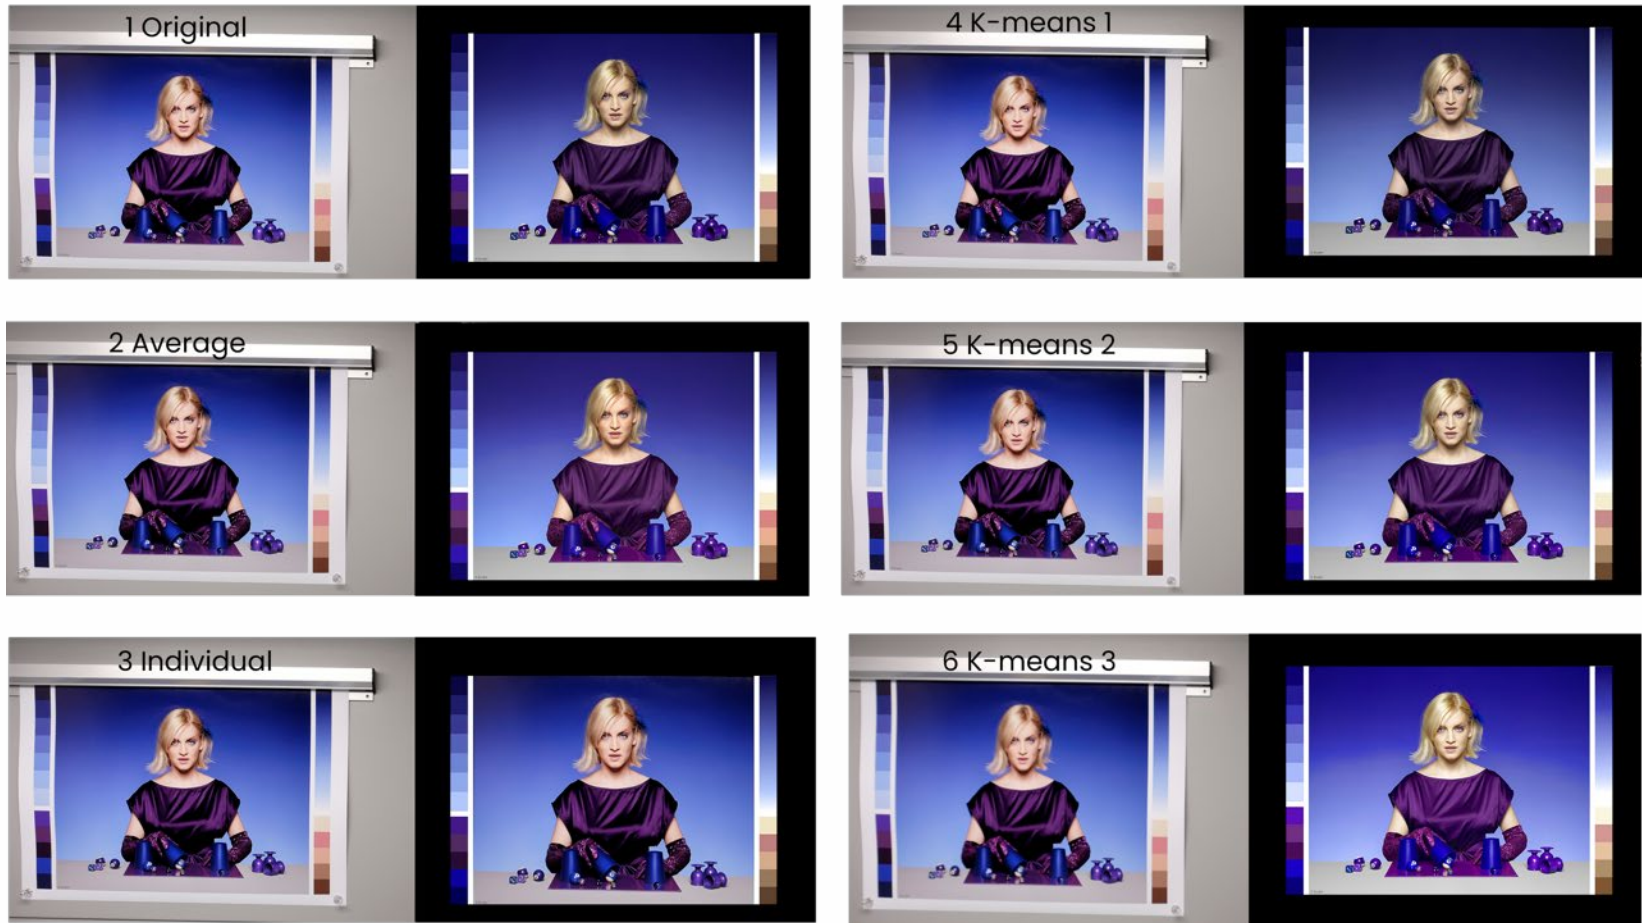 1 Original
4 K-means 1
2 Average
5 K-means 2
3 Individual
6 K-means 3